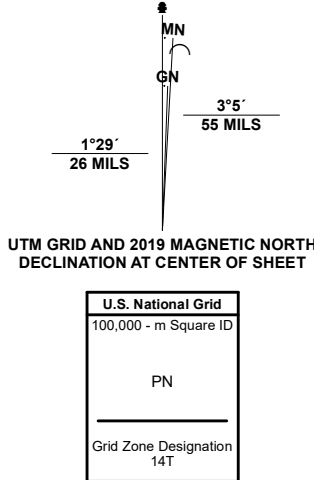 MN
GN
3°5´
55 MILS
1°29´
26 MILS
UTM GRID AND 2019 MAGNETIC NORTH
DECLINATION AT CENTER OF SHEET
U.S. National Grid
100,000 - m Square ID
PN
Grid Zone Designation
14T